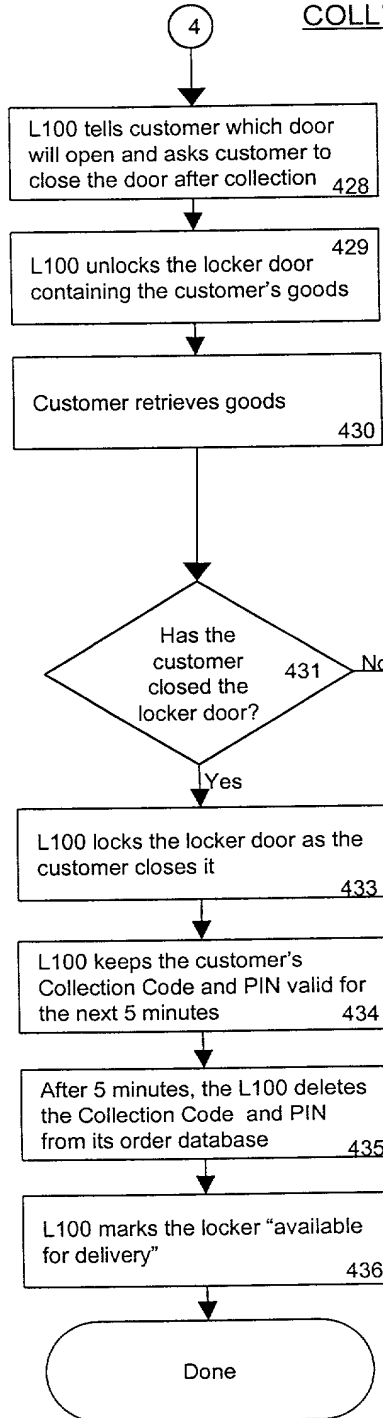 4
COLL
L100 tells customer which door
will open and asks customer to
close the door after collection
428
429
L100 unlocks the locker door
containing the customer's goods
Customer retrieves goods
430
Has the
customer
closed the
locker door?
431
No
Yes
L100 locks the locker door as the
customer closes it
433
L100 keeps the customer's
Collection Code and PIN valid for
the next 5 minutes
434
After 5 minutes, the L100 deletes
the Collection Code and PIN
from its order database
435
L100 marks the locker “available
for delivery”
436
Done